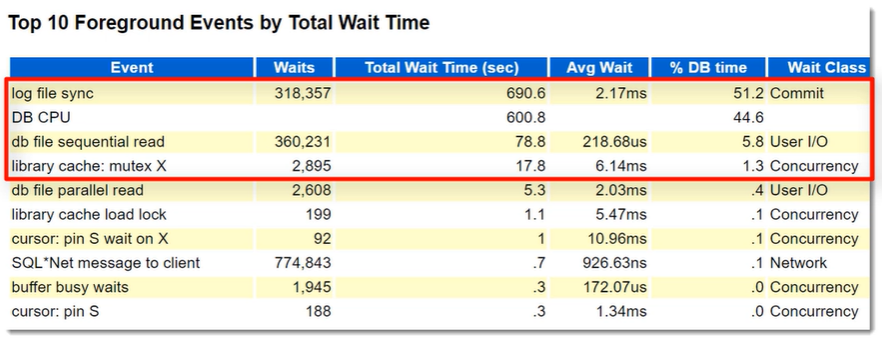 Top 10 Foreground Events by Total Wait Time
Event Waits Total Wait Time (sec) Avg Wait % DB time Wait Class
log file sync 318,357 690.6 2.17ms 51.2 Commit
DB CPU 600.8 44.6
db file sequential read 360,231 78.8 218.68us 5.8 User I/O
library cache: mutex X 2,895 17.8 6.14ms 1.3 Concurrency
db file parallel read 2,608 5.3 2.03ms .4 User I/O
library cache load lock 199 1.1 5.47ms .1 Concurrency
cursor: pin S wait on X 92 1 10.96ms .1 Concurrency
SQL*Net message to client 774,843 .7 926.63ns .1 Network
buffer busy waits 1,945 .3 172.07us .0 Concurrency
cursor: pin S 188 .3 1.34ms .0 Concurrency